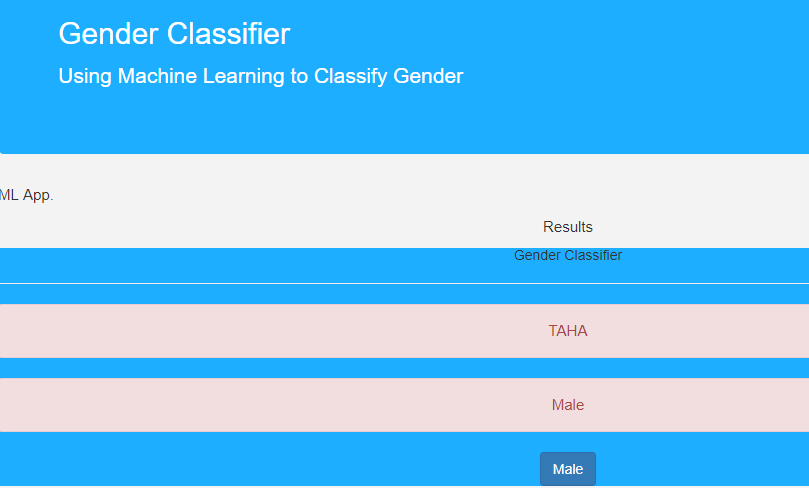 Gender Classifier
Using Machine Learning to Classify Gender
ML App.
Results
Gender Classifier
TAHA
Male
Male